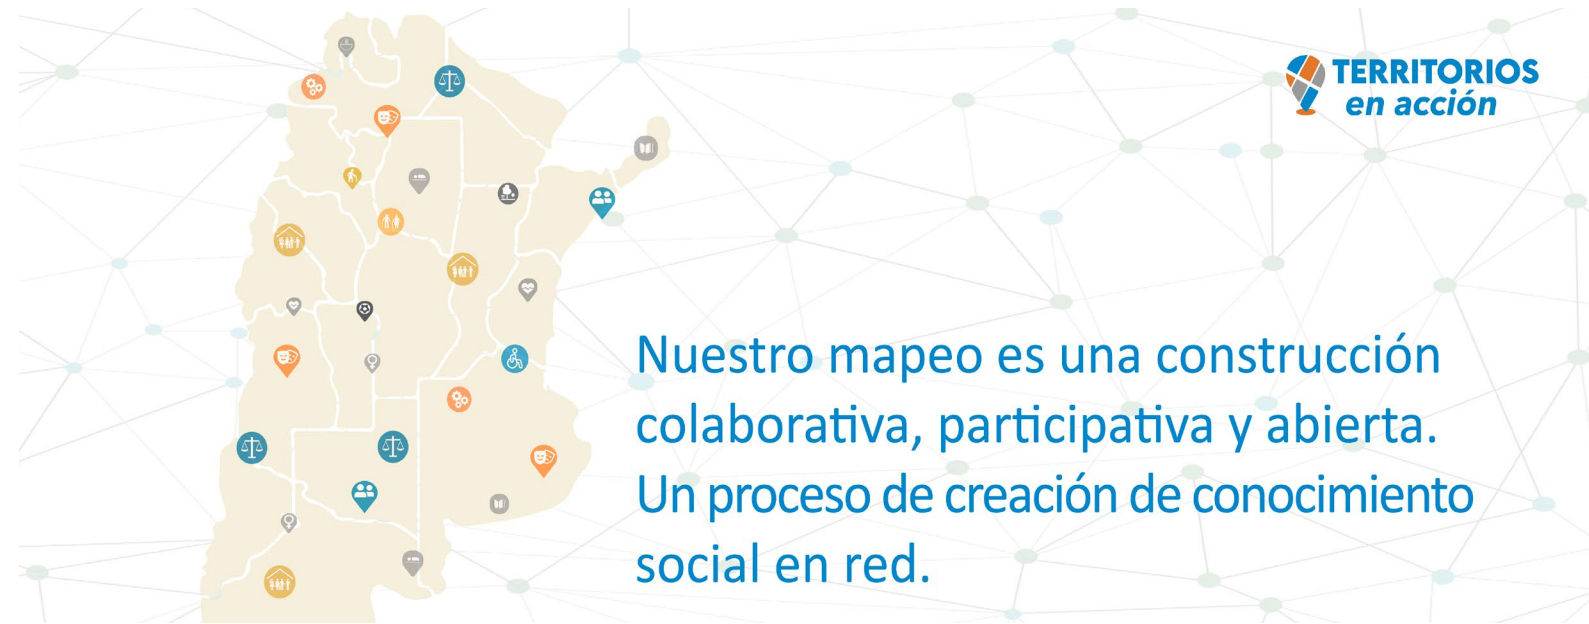 TERRITORIOS
en acción
Nuestro mapeo es una construcción
colaborativa, participativa y abierta.
Un proceso de creación de conocimiento
social en red.